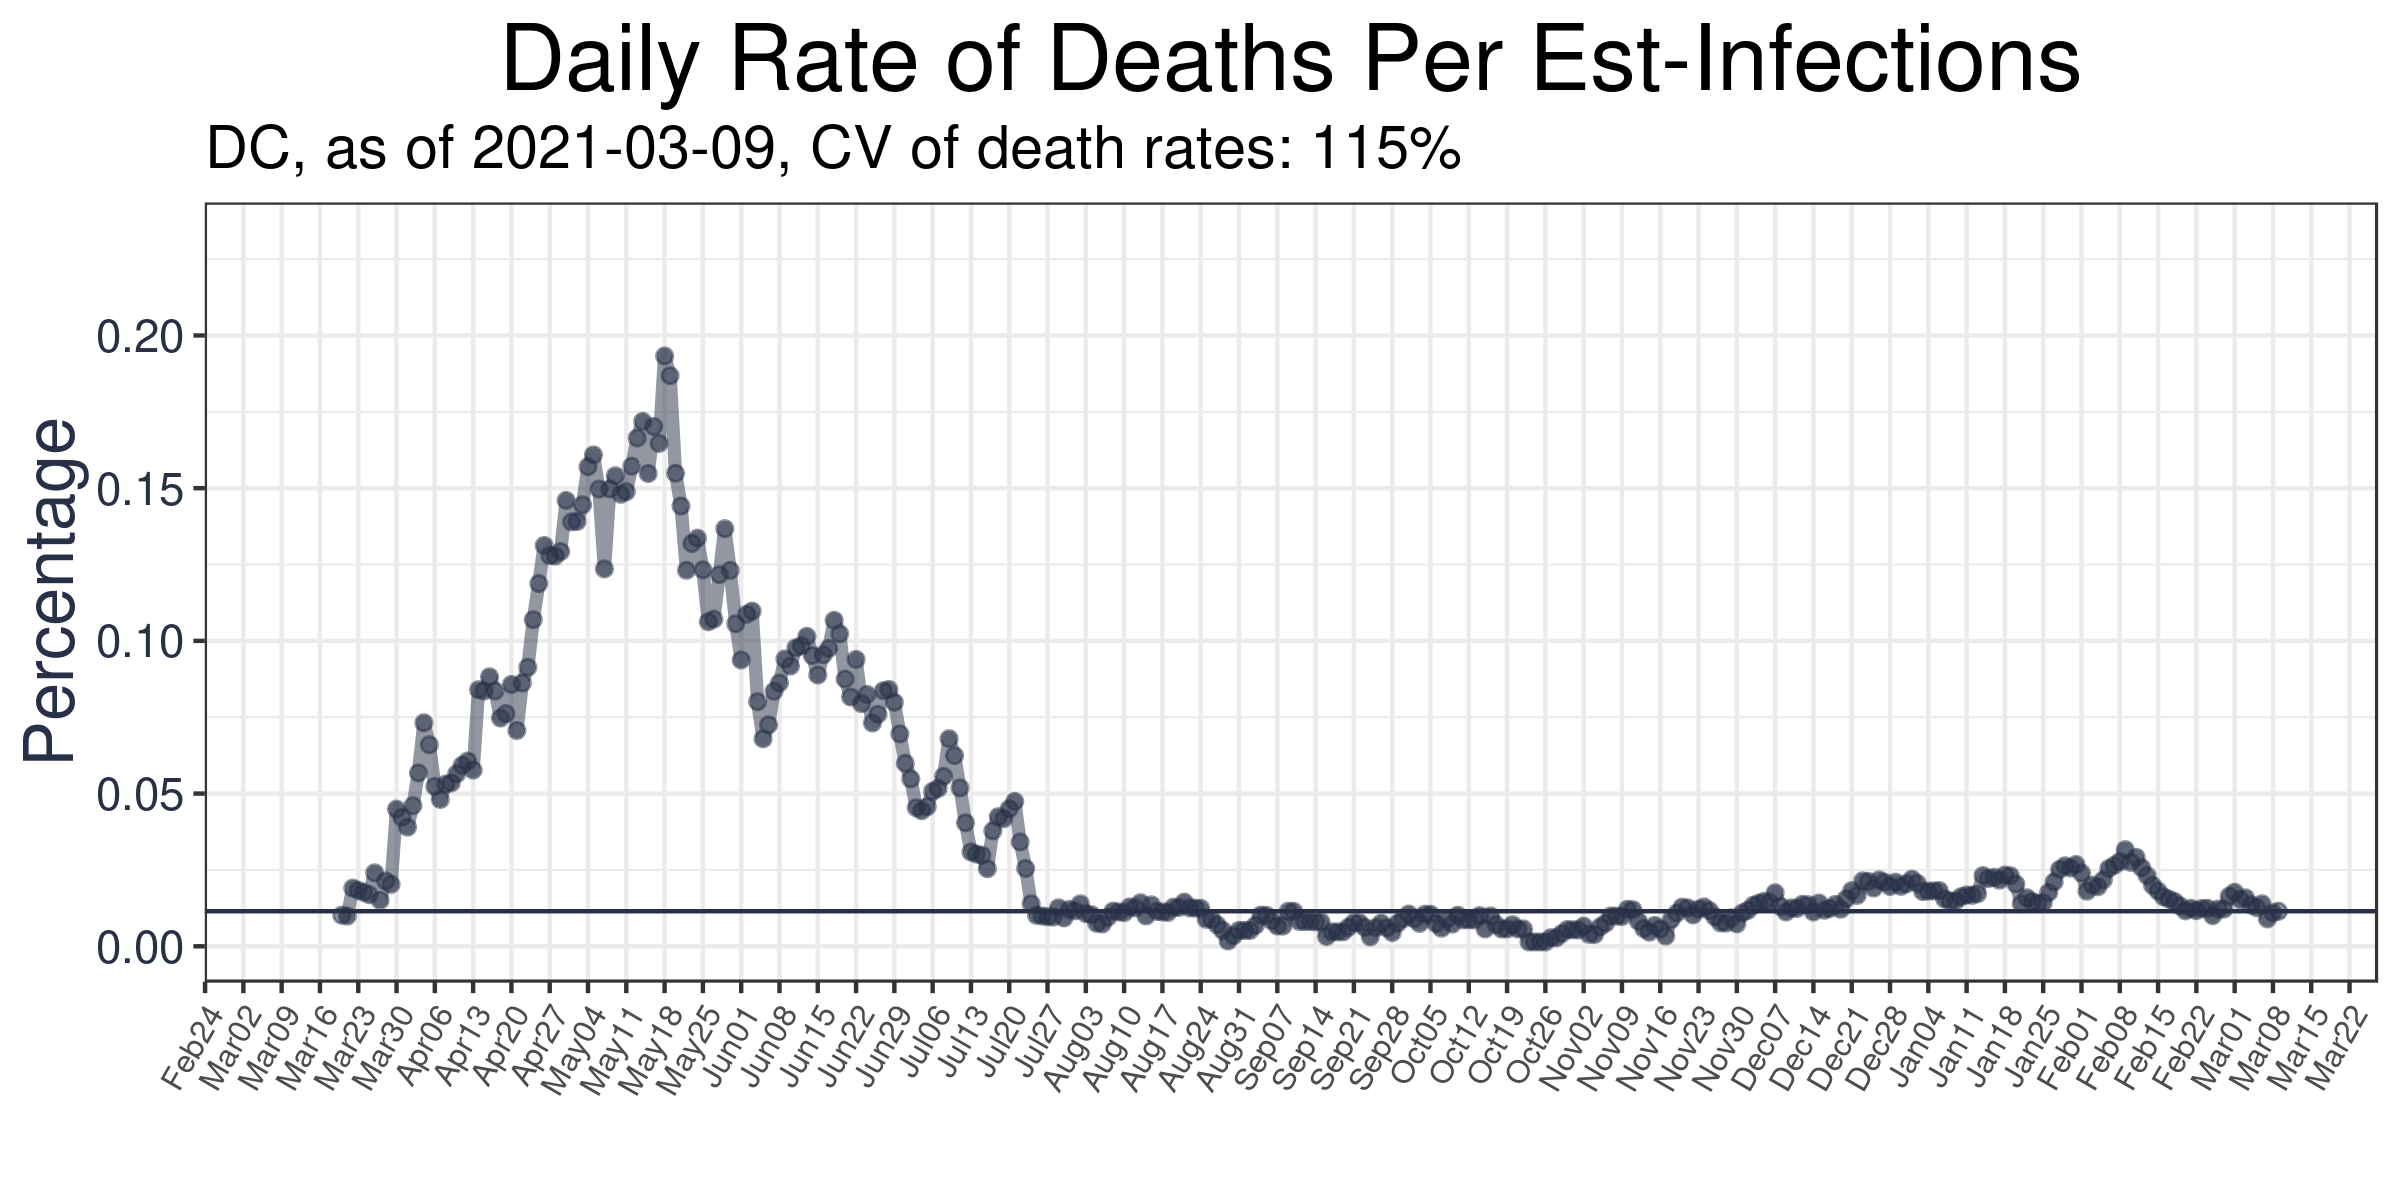 Daily Rate of Deaths Per Est-Infections
DC, as of 2021-03-09, CV of death rates: 115%
Percentage
0.20
0.15
0.10
0.05
0.00
Feb24
Mar02
Mar09
Mar16
Mar23
Mar30
Apr06
Apr13
Apr20
Apr27
May04
May11
May18
May25
Jun01
Jun08
Jun15
Jun22
Jun29
Jul06
Jul13
Jul20
Jul27
Aug03
Aug10
Aug17
Aug24
Aug31
Sep07
Sep14
Sep21
Sep28
Oct05
Oct12
Oct19
Oct26
Nov02
Nov09
Nov16
Nov23
Nov30
Dec07
Dec14
Dec21
Dec28
Jan04
Jan11
Jan18
Jan25
Feb01
Feb08
Feb15
Feb22
Mar01
Mar08
Mar15
Mar22